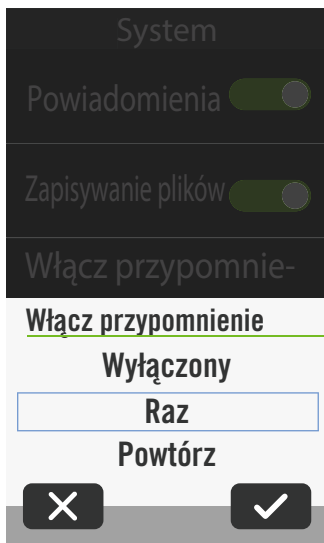 System
Powiadomienia
Zapisywanie plików
Włącz przypomnie-
Włącz przypomnienie
Wyłączony
Raz
Powtórz